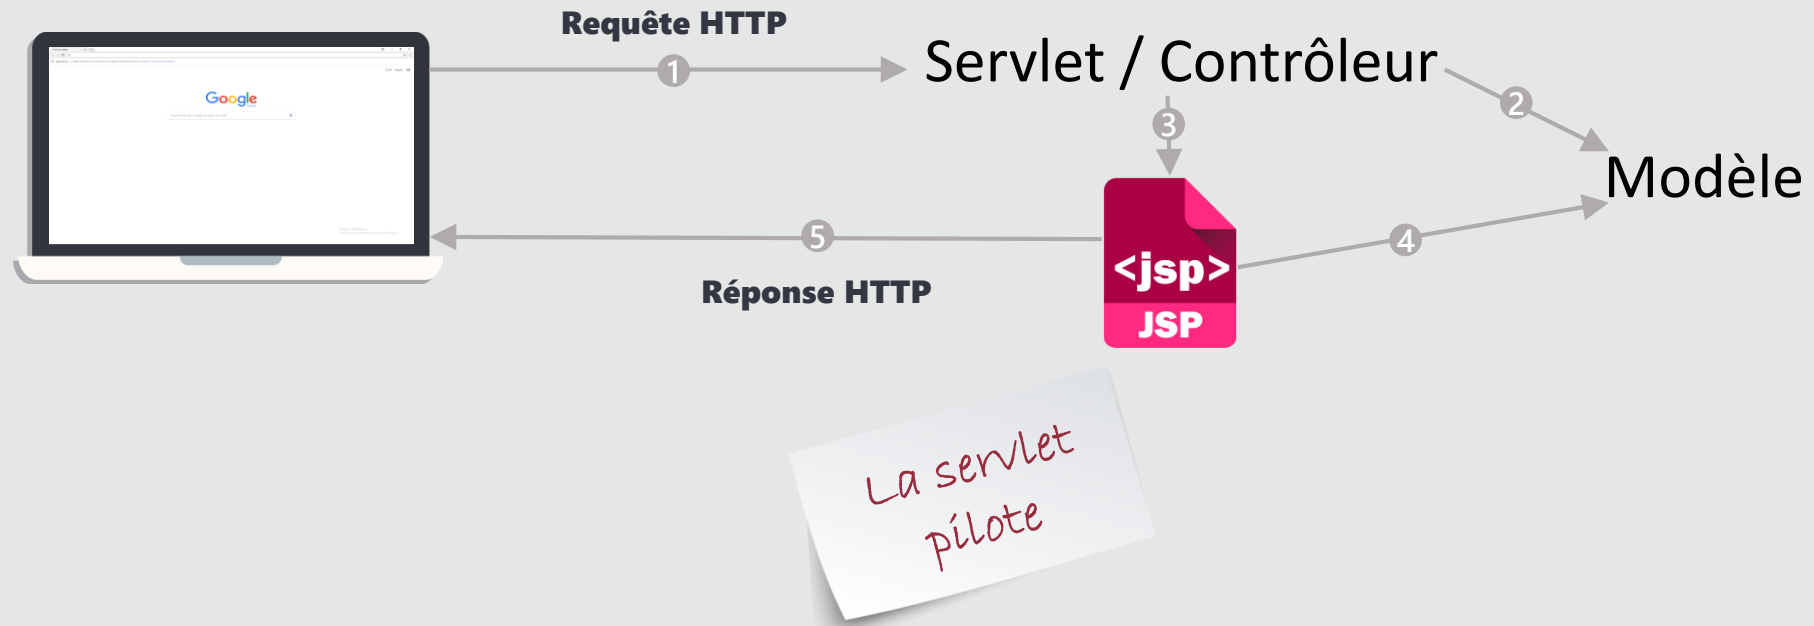 Requête HTTP
1
Servlet / Contrôleur
2
3
Google
Modèle
5
4
<jsp>
JSP
Réponse HTTP
La servlet
pilote